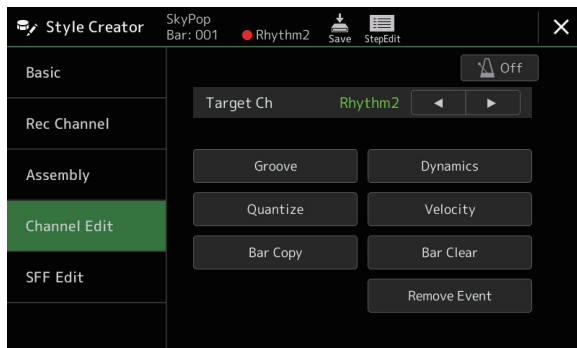 Style Creator
SkyPop
Bar: 001
Rhythm2
Save
StepEdit
Basic
Rec Channel
Assembly
Channel Edit
SFF Edit
Off
Target Ch Rhythm2
Groove Dynamics
Quantize Velocity
Bar Copy Bar Clear
Remove Event